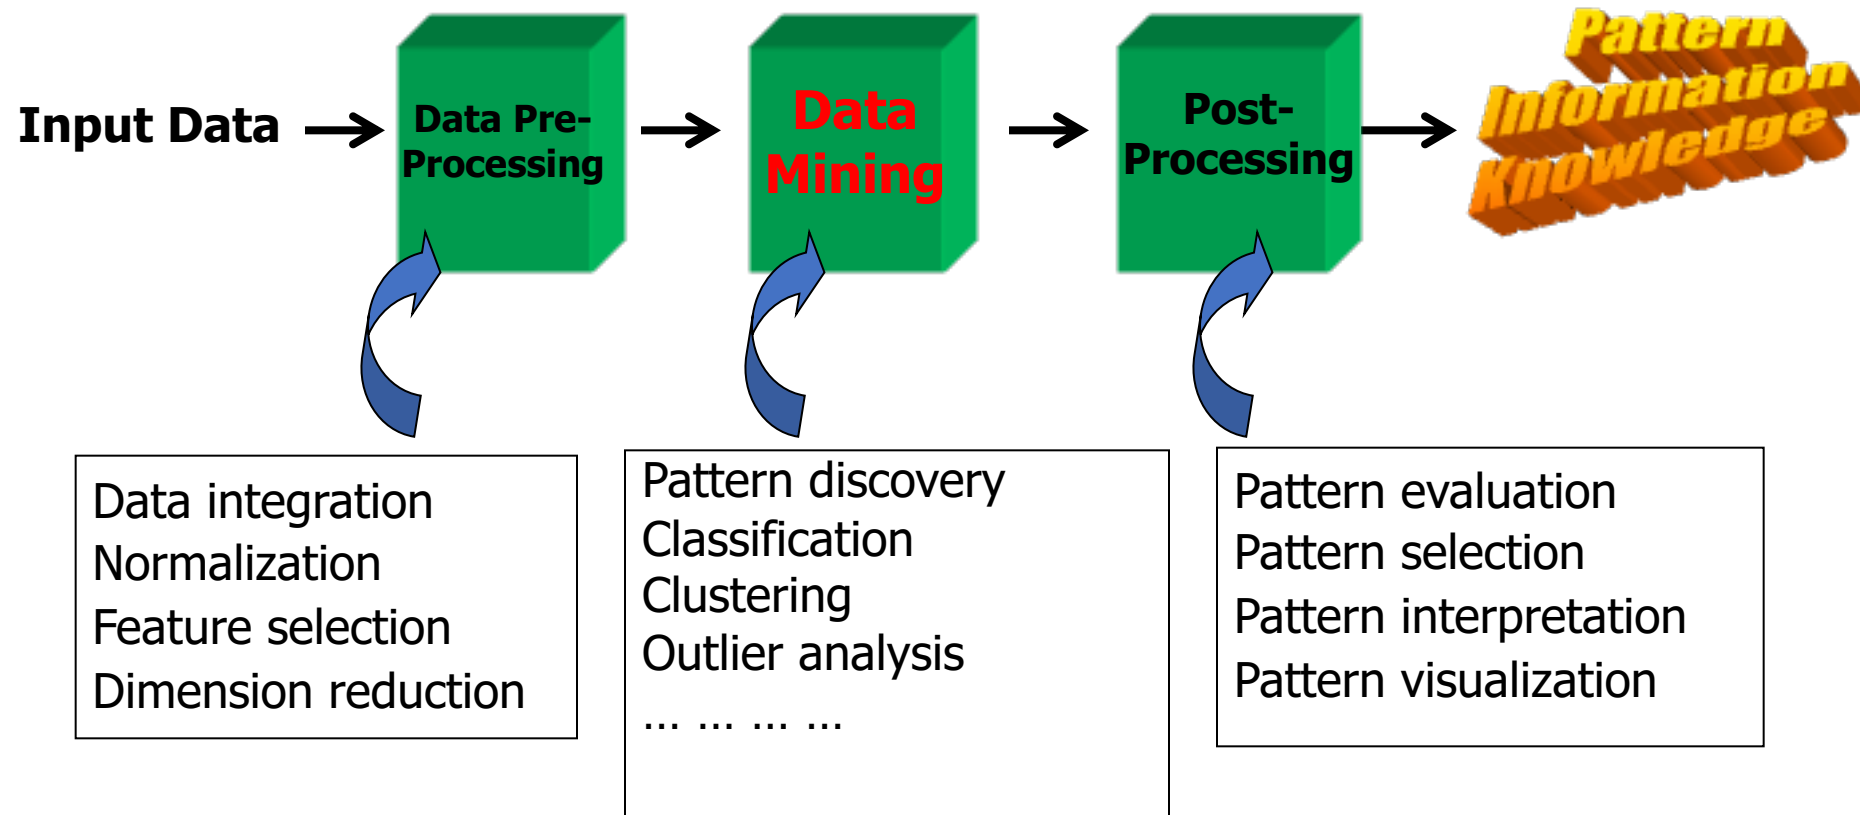 Input Data
Data Pre-
Processing
Data
Mining
Post-
Processing
Pattern
Information
Knowledge
Data integration
Normalization
Feature selection
Dimension reduction
Pattern discovery
Classification
Clustering
Outlier analysis
… … … …
Pattern evaluation
Pattern selection
Pattern interpretation
Pattern visualization